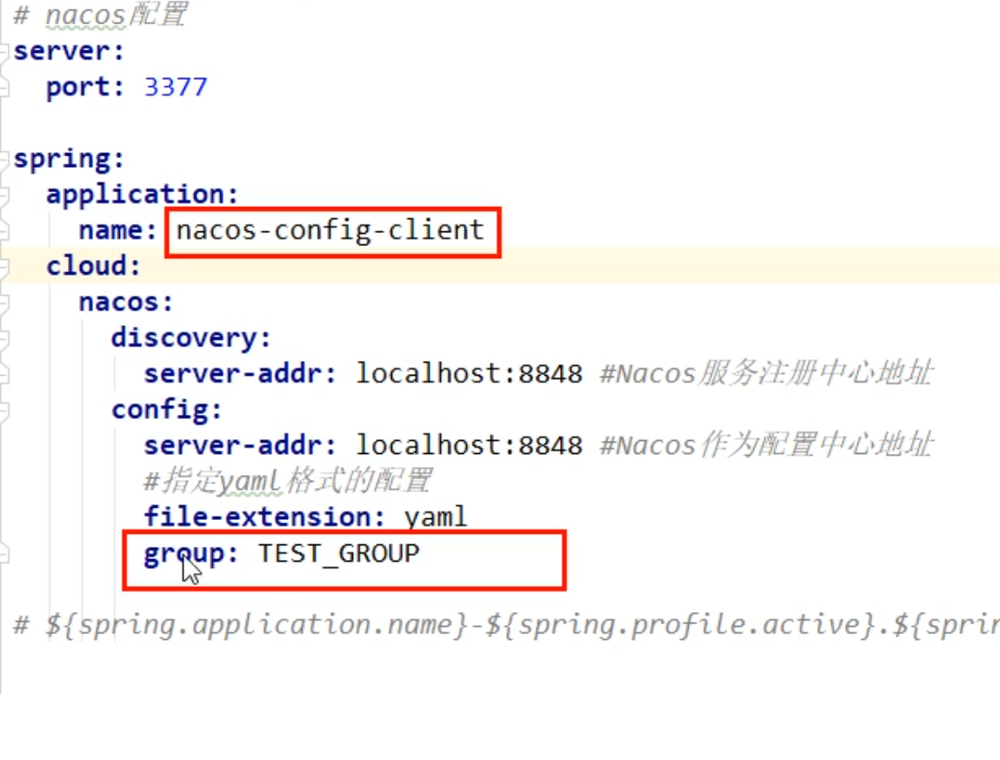 # nacos配置
server:
  port: 3377
spring:
  application:
    name: nacos-config-client
  cloud:
    nacos:
      discovery:
        server-addr: localhost:8848 #Nacos服务注册中心地址
      config:
        server-addr: localhost:8848 #Nacos作为配置中心地址
        #指定yaml格式的配置
        file-extension: yaml
        group: TEST_GROUP
# ${spring.application.name}-${spring.profile.active}.${sprin